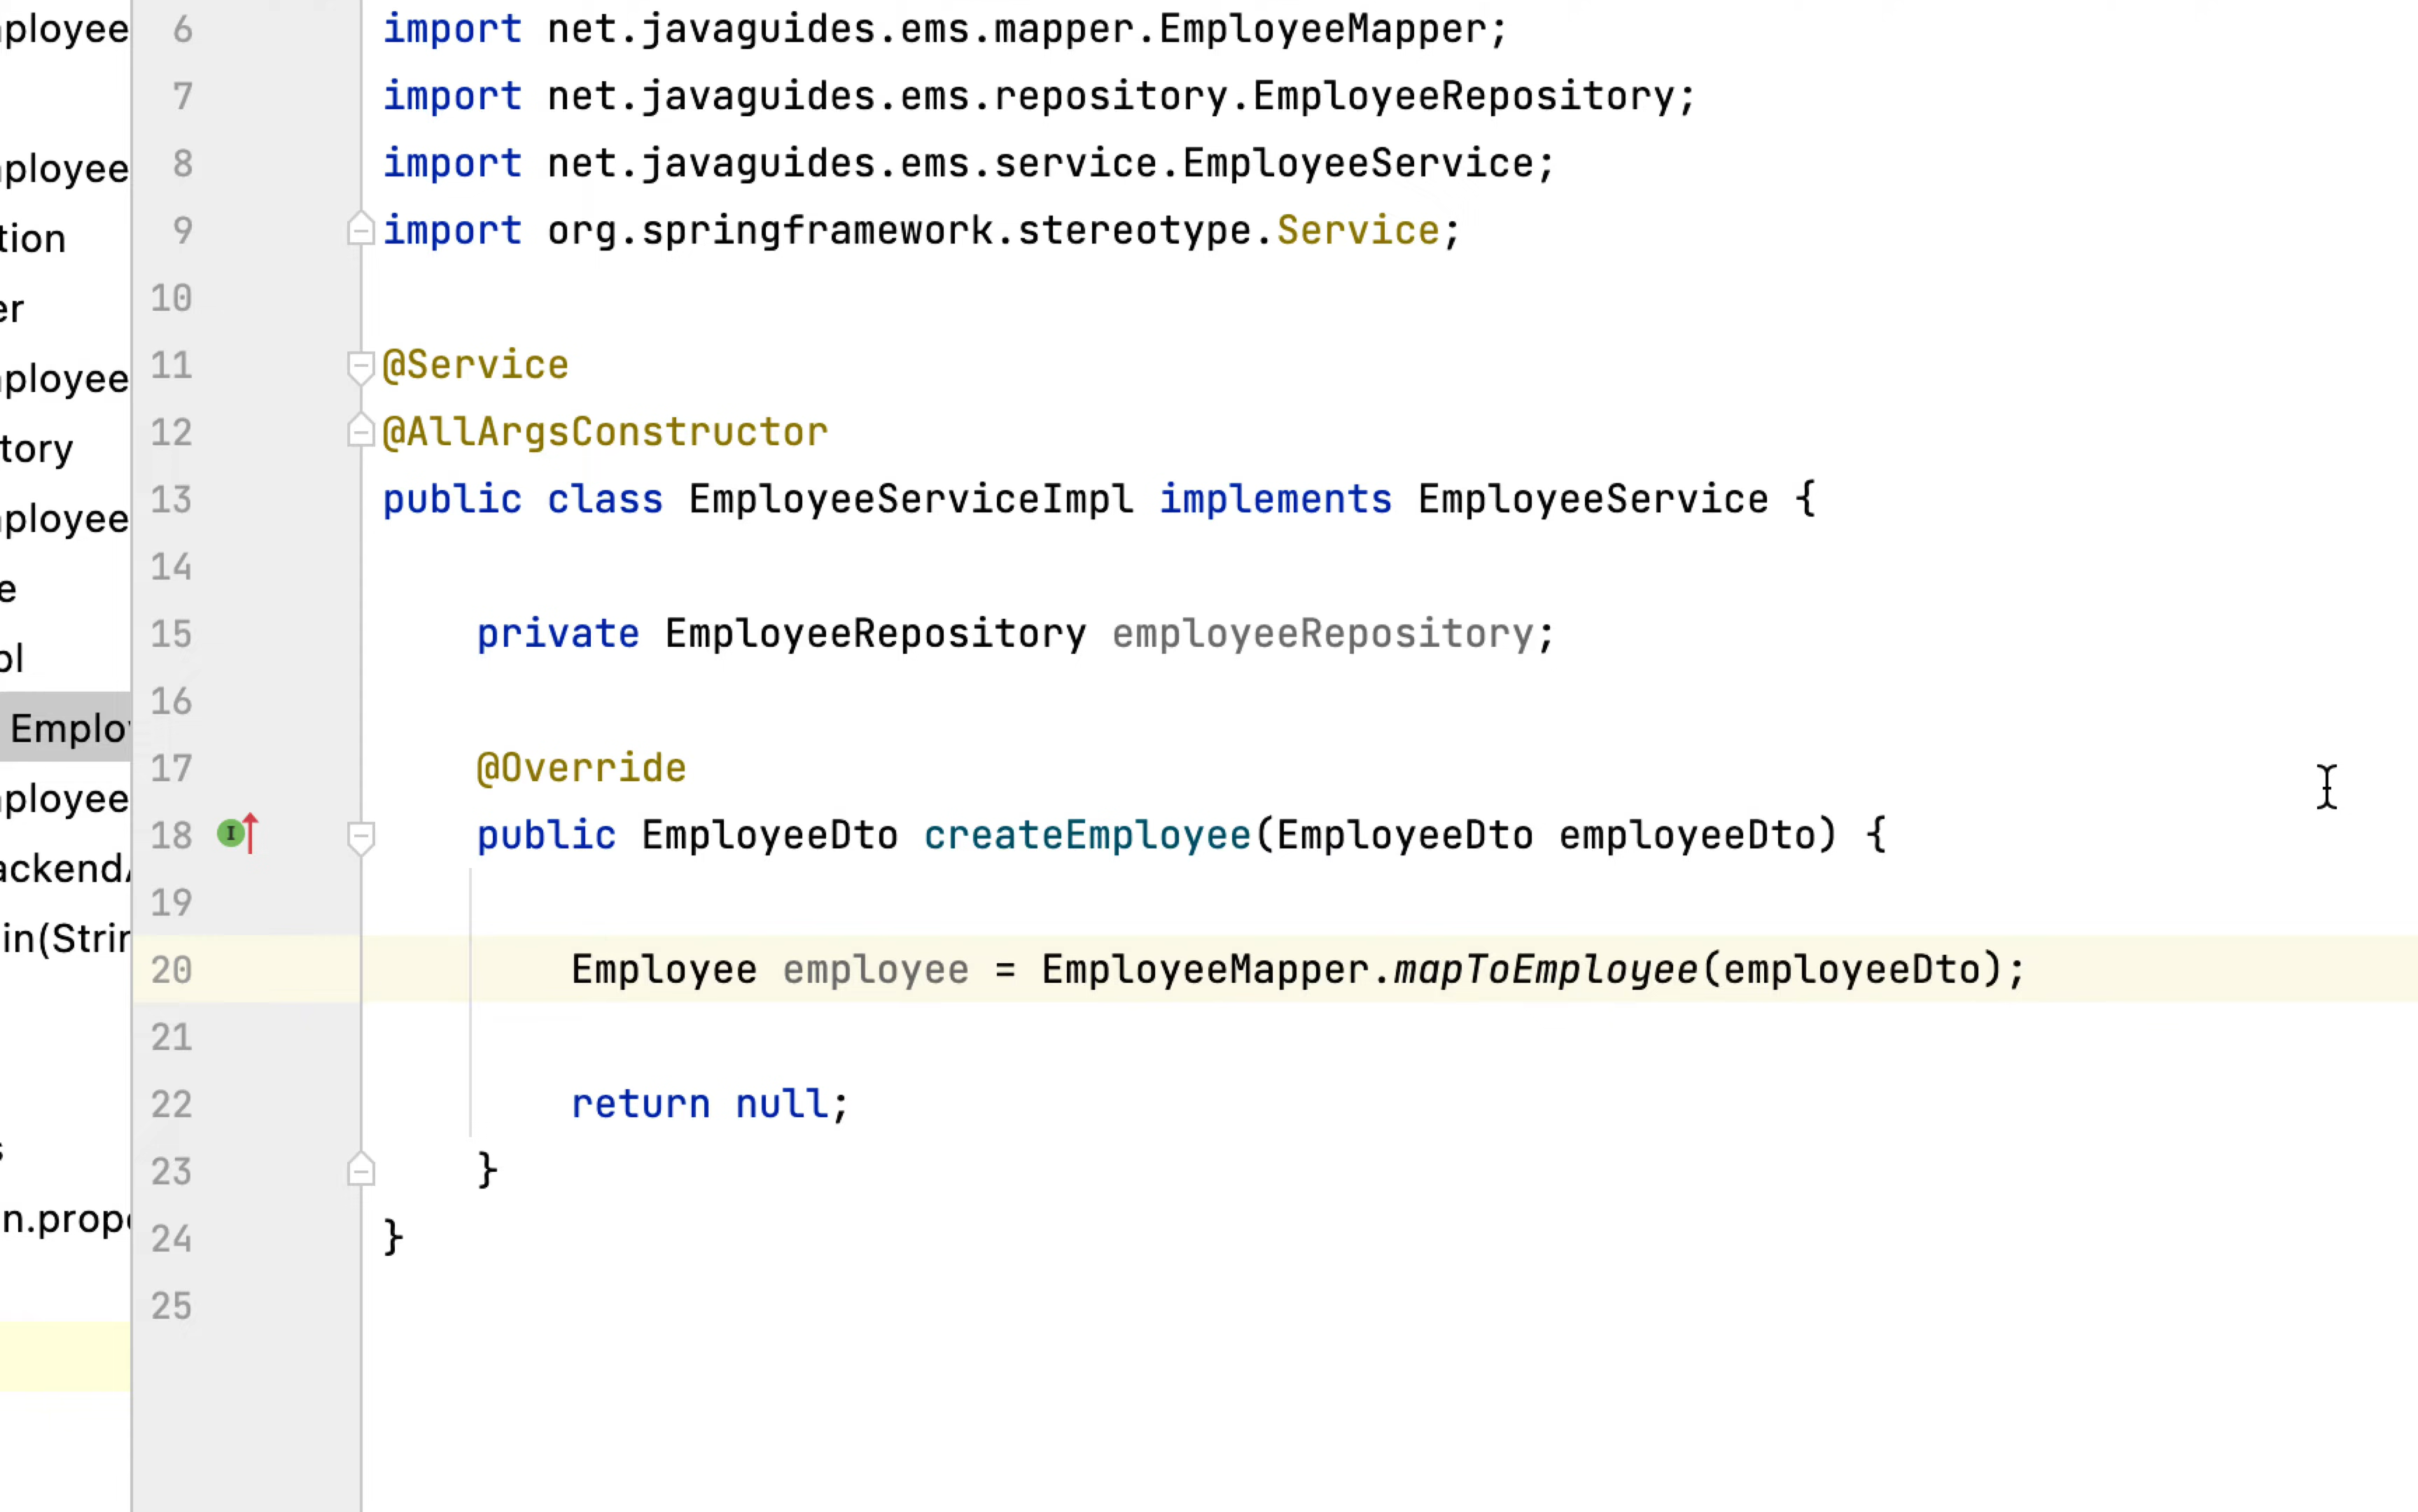 ployee
tion
er
ployee
tory
ployee
e
pl
Emplo
ployee
ackend
in(Strin
s
n.prop
6 import net.javaguides.ems.mapper.EmployeeMapper;
7 import net.javaguides.ems.repository.EmployeeRepository;
ployee
8 import net.javaguides.ems.service.EmployeeService;
9 import org.springframework.stereotype.Service;
10
11 @Service
12 @AllArgsConstructor
13 public class EmployeeServiceImpl implements EmployeeService {
14
15 private EmployeeRepository employeeRepository;
16
17 @Override
18 public EmployeeDto createEmployee(EmployeeDto employeeDto) {
19
20 Employee employee = EmployeeMapper.mapToEmployee(employeeDto);
21
22 return null;
23 }
24 }
25